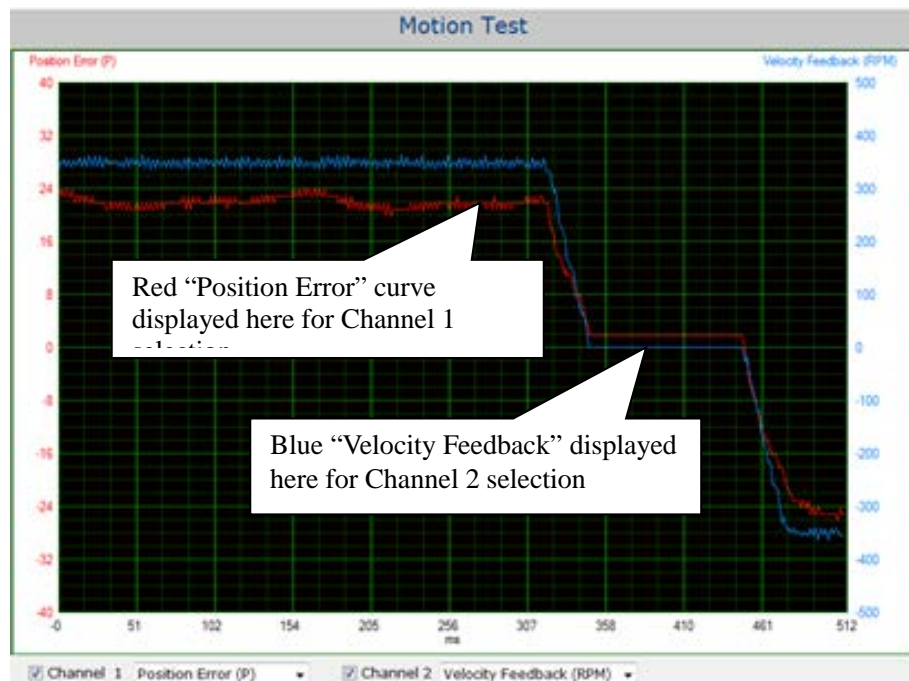 Motion Test
Position Error (P)
Velocity Feedback (RPM)
40
500
32
400
24
300
16
200
8
100
0
0
-8
-100
-16
-200
-24
-300
-32
-400
-40
-500
Red “Position Error” curve
displayed here for Channel 1
selection
Blue “Velocity Feedback” displayed
here for Channel 2 selection
-0
51
102
154
205
256
307
358
410
461
512
ms
Channel 1
Position Error (P)
Channel 2
Velocity Feedback (RPM)